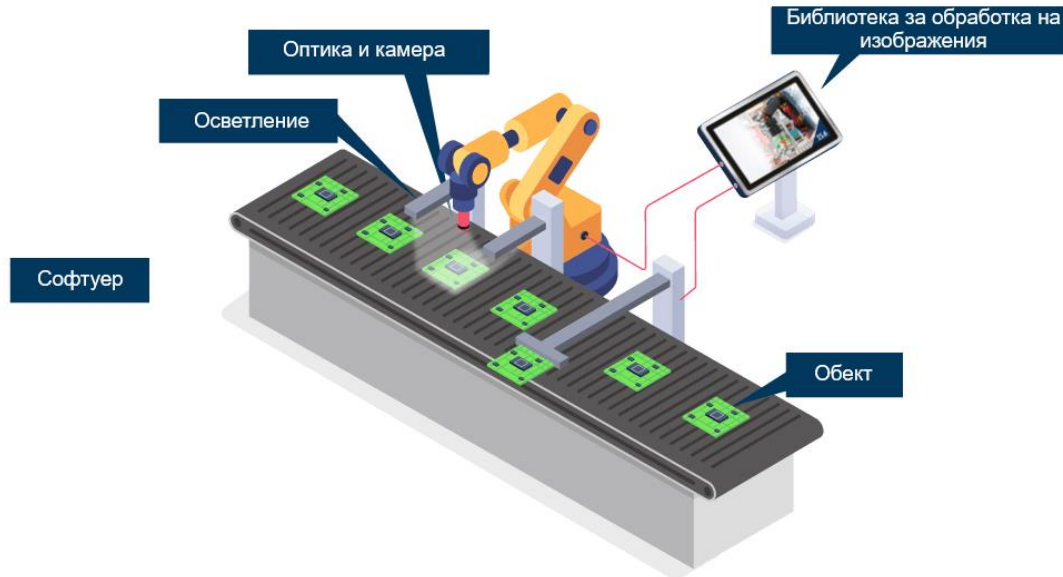 Библиотека за обработка на
изображения
Оптика и камера
Осветление
Софтуер
Обект